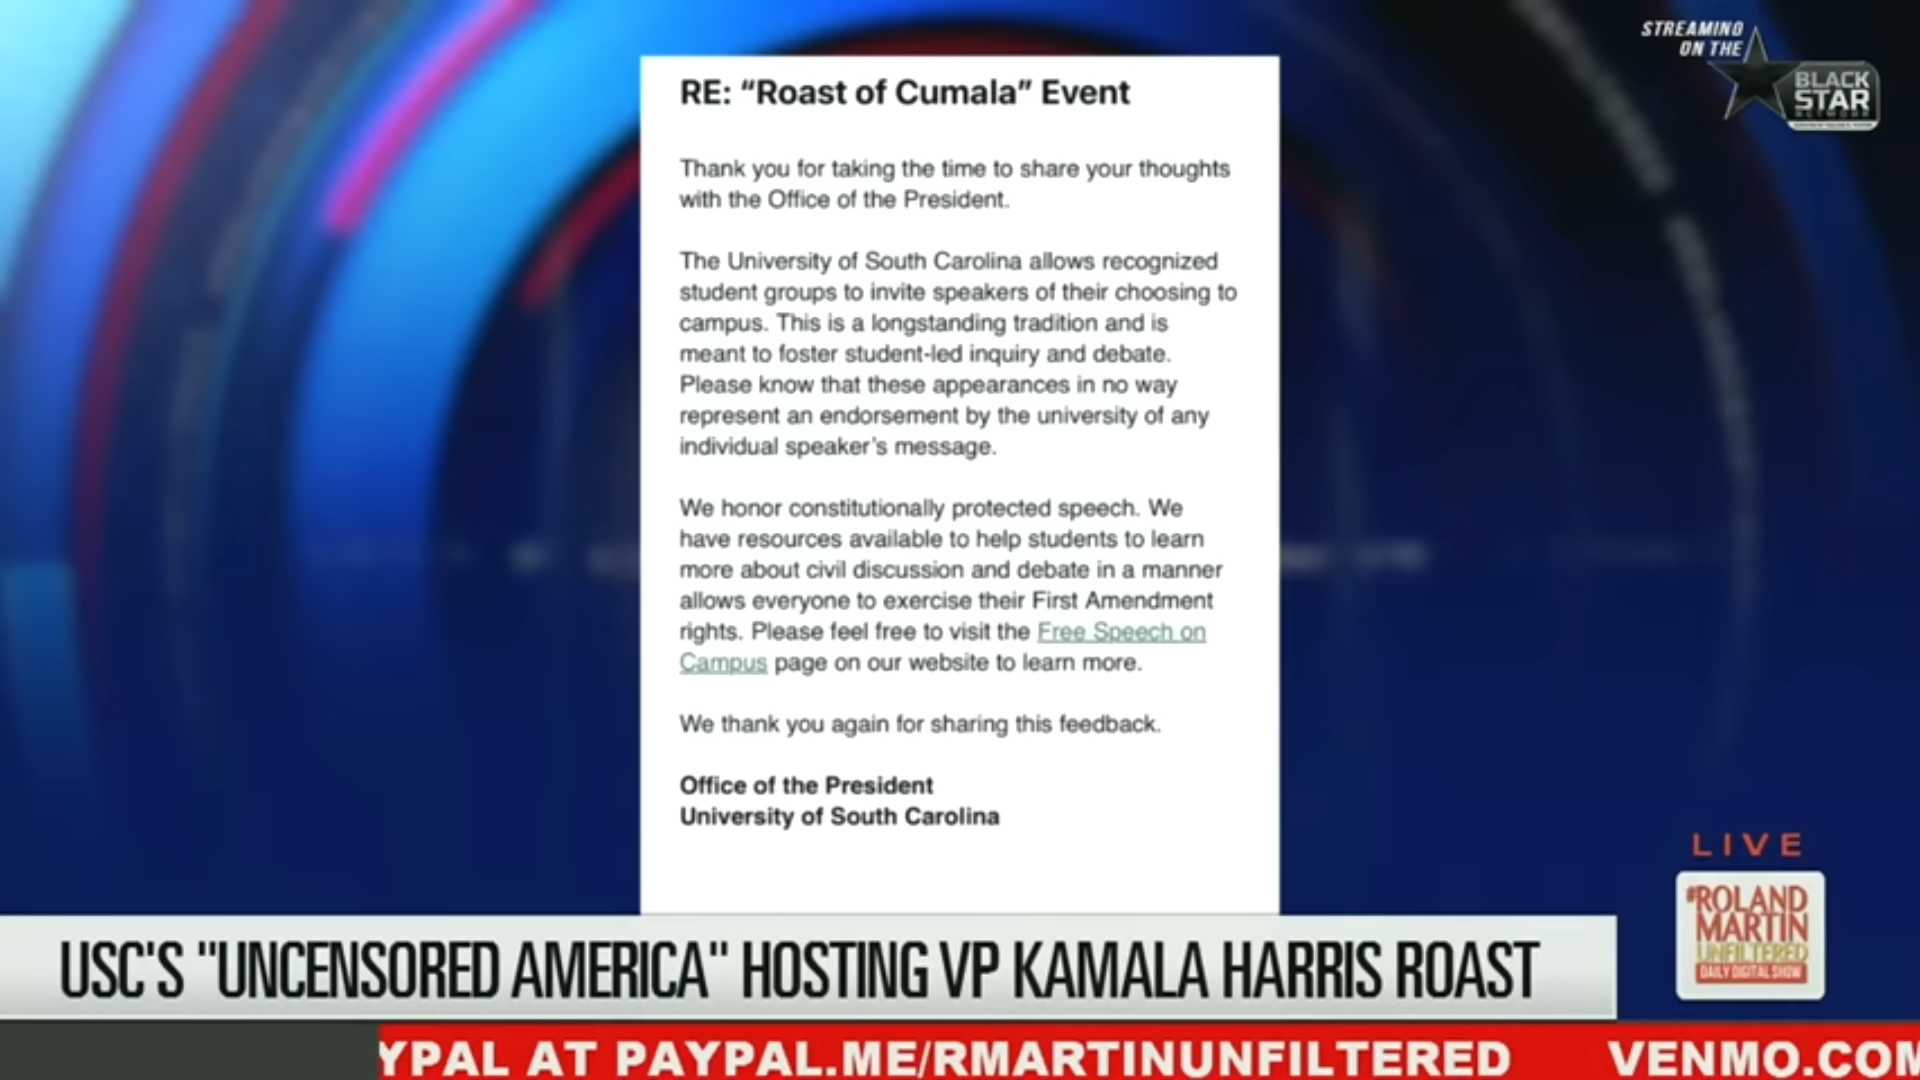 STREAMING
ON THE
BLACK
STAR
NETWORK
RE: “Roast of Cumala” Event
Thank you for taking the time to share your thoughts
with the Office of the President.
The University of South Carolina allows recognized
student groups to invite speakers of their choosing to
campus. This is a longstanding tradition and is
meant to foster student-led inquiry and debate.
Please know that these appearances in no way
represent an endorsement by the university of any
individual speaker’s message.
We honor constitutionally protected speech. We
have resources available to help students to learn
more about civil discussion and debate in a manner
allows everyone to exercise their First Amendment
rights. Please feel free to visit the Free Speech on
Campus page on our website to learn more.
We thank you again for sharing this feedback.
Office of the President
University of South Carolina
LIVE
#ROLAND
MARTIN
UNFILTERED
DAILY DIGITAL SHOW
USC'S "UNCENSORED AMERICA" HOSTING VP KAMALA HARRIS ROAST
YPAL AT PAYPAL.ME/RMARTINUNFILTERED VENMO.COM